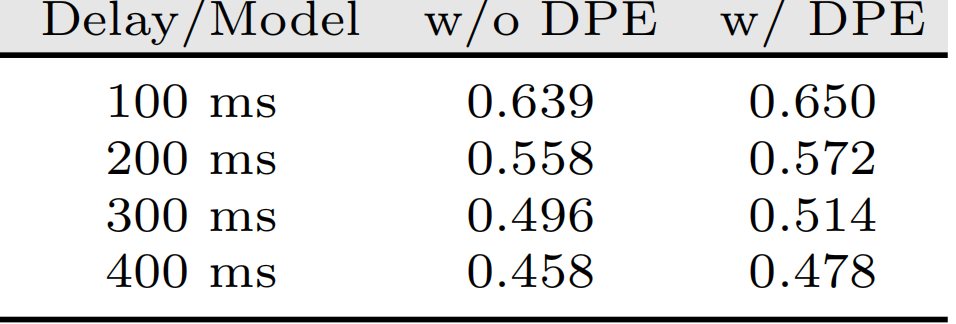 Delay/Model w/o DPE w/ DPE
100 ms 0.639 0.650
200 ms 0.558 0.572
300 ms 0.496 0.514
400 ms 0.458 0.478